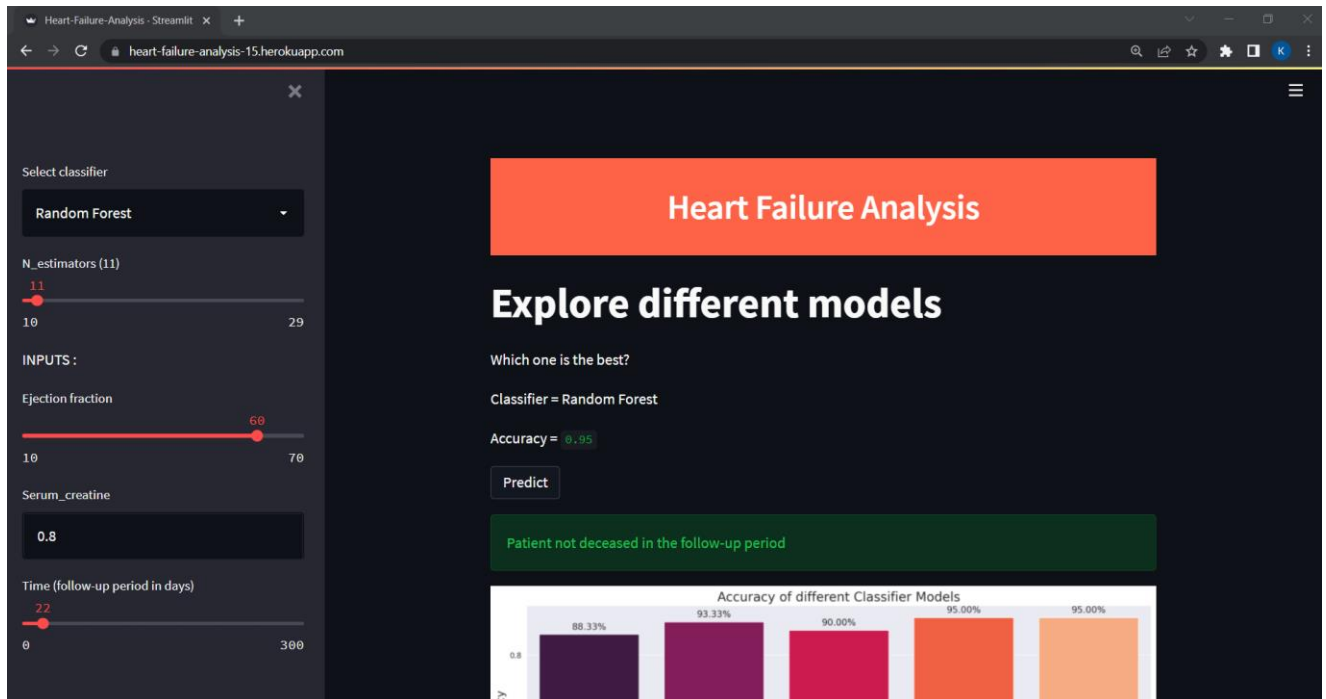 Heart-Failure-Analysis · Streamlit
heart-failure-analysis-15.herokuapp.com
K
Select classifier
Random Forest
N_estimators (11)
11
10 29
INPUTS :
Ejection fraction
60
10 70
Serum_creatine
0.8
Time (follow-up period in days)
22
0 300
Heart Failure Analysis
Explore different models
Which one is the best?
Classifier = Random Forest
Accuracy = 0.95
Predict
Patient not deceased in the follow-up period
Accuracy of different Classifier Models
88.33% 93.33% 90.00% 95.00% 95.00%
0.8